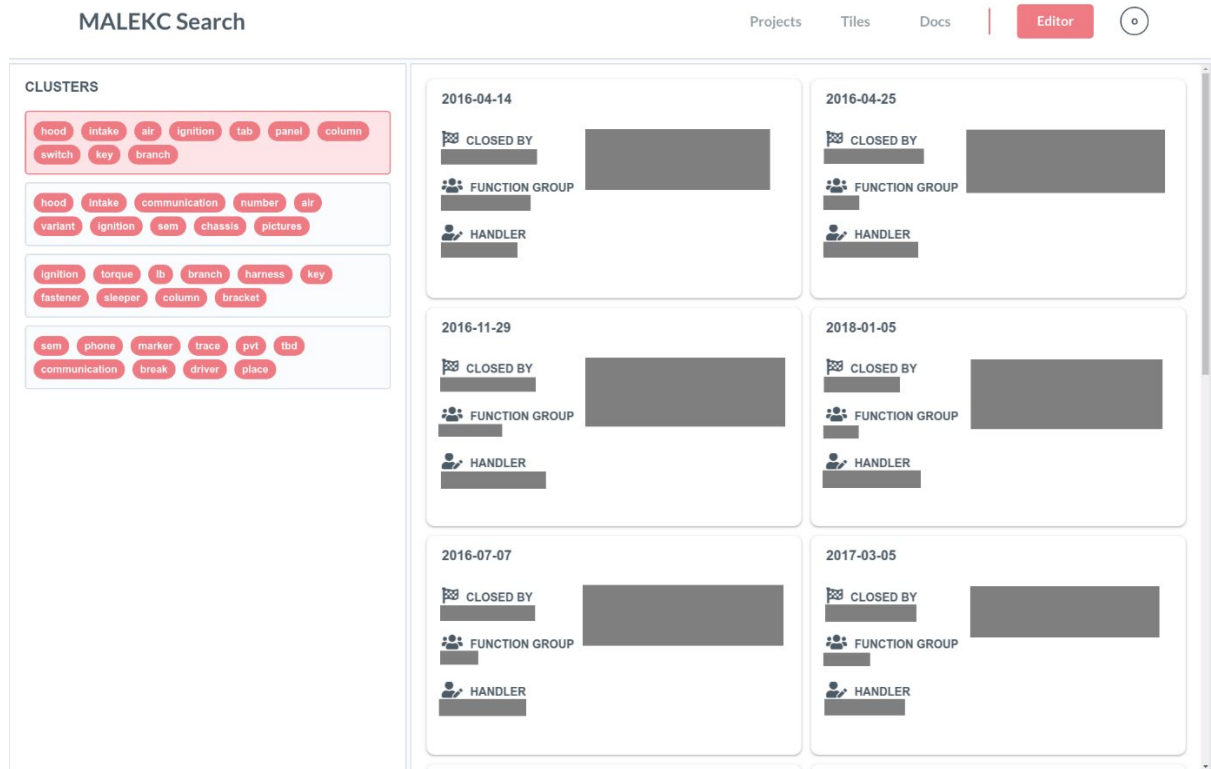 MALEKC Search
Projects Tiles Docs Editor o
CLUSTERS
hood intake air ignition tab panel column
switch key branch
hood intake communication number air
variant ignition sem chassis pictures
ignition torque lb branch harness key
fastener sleeper column bracket
sem phone marker trace pvt tbd
communication break driver place
2016-04-14
CLOSED BY
FUNCTION GROUP
HANDLER
2016-04-25
CLOSED BY
FUNCTION GROUP
HANDLER
2016-11-29
CLOSED BY
FUNCTION GROUP
HANDLER
2018-01-05
CLOSED BY
FUNCTION GROUP
HANDLER
2016-07-07
CLOSED BY
FUNCTION GROUP
HANDLER
2017-03-05
CLOSED BY
FUNCTION GROUP
HANDLER